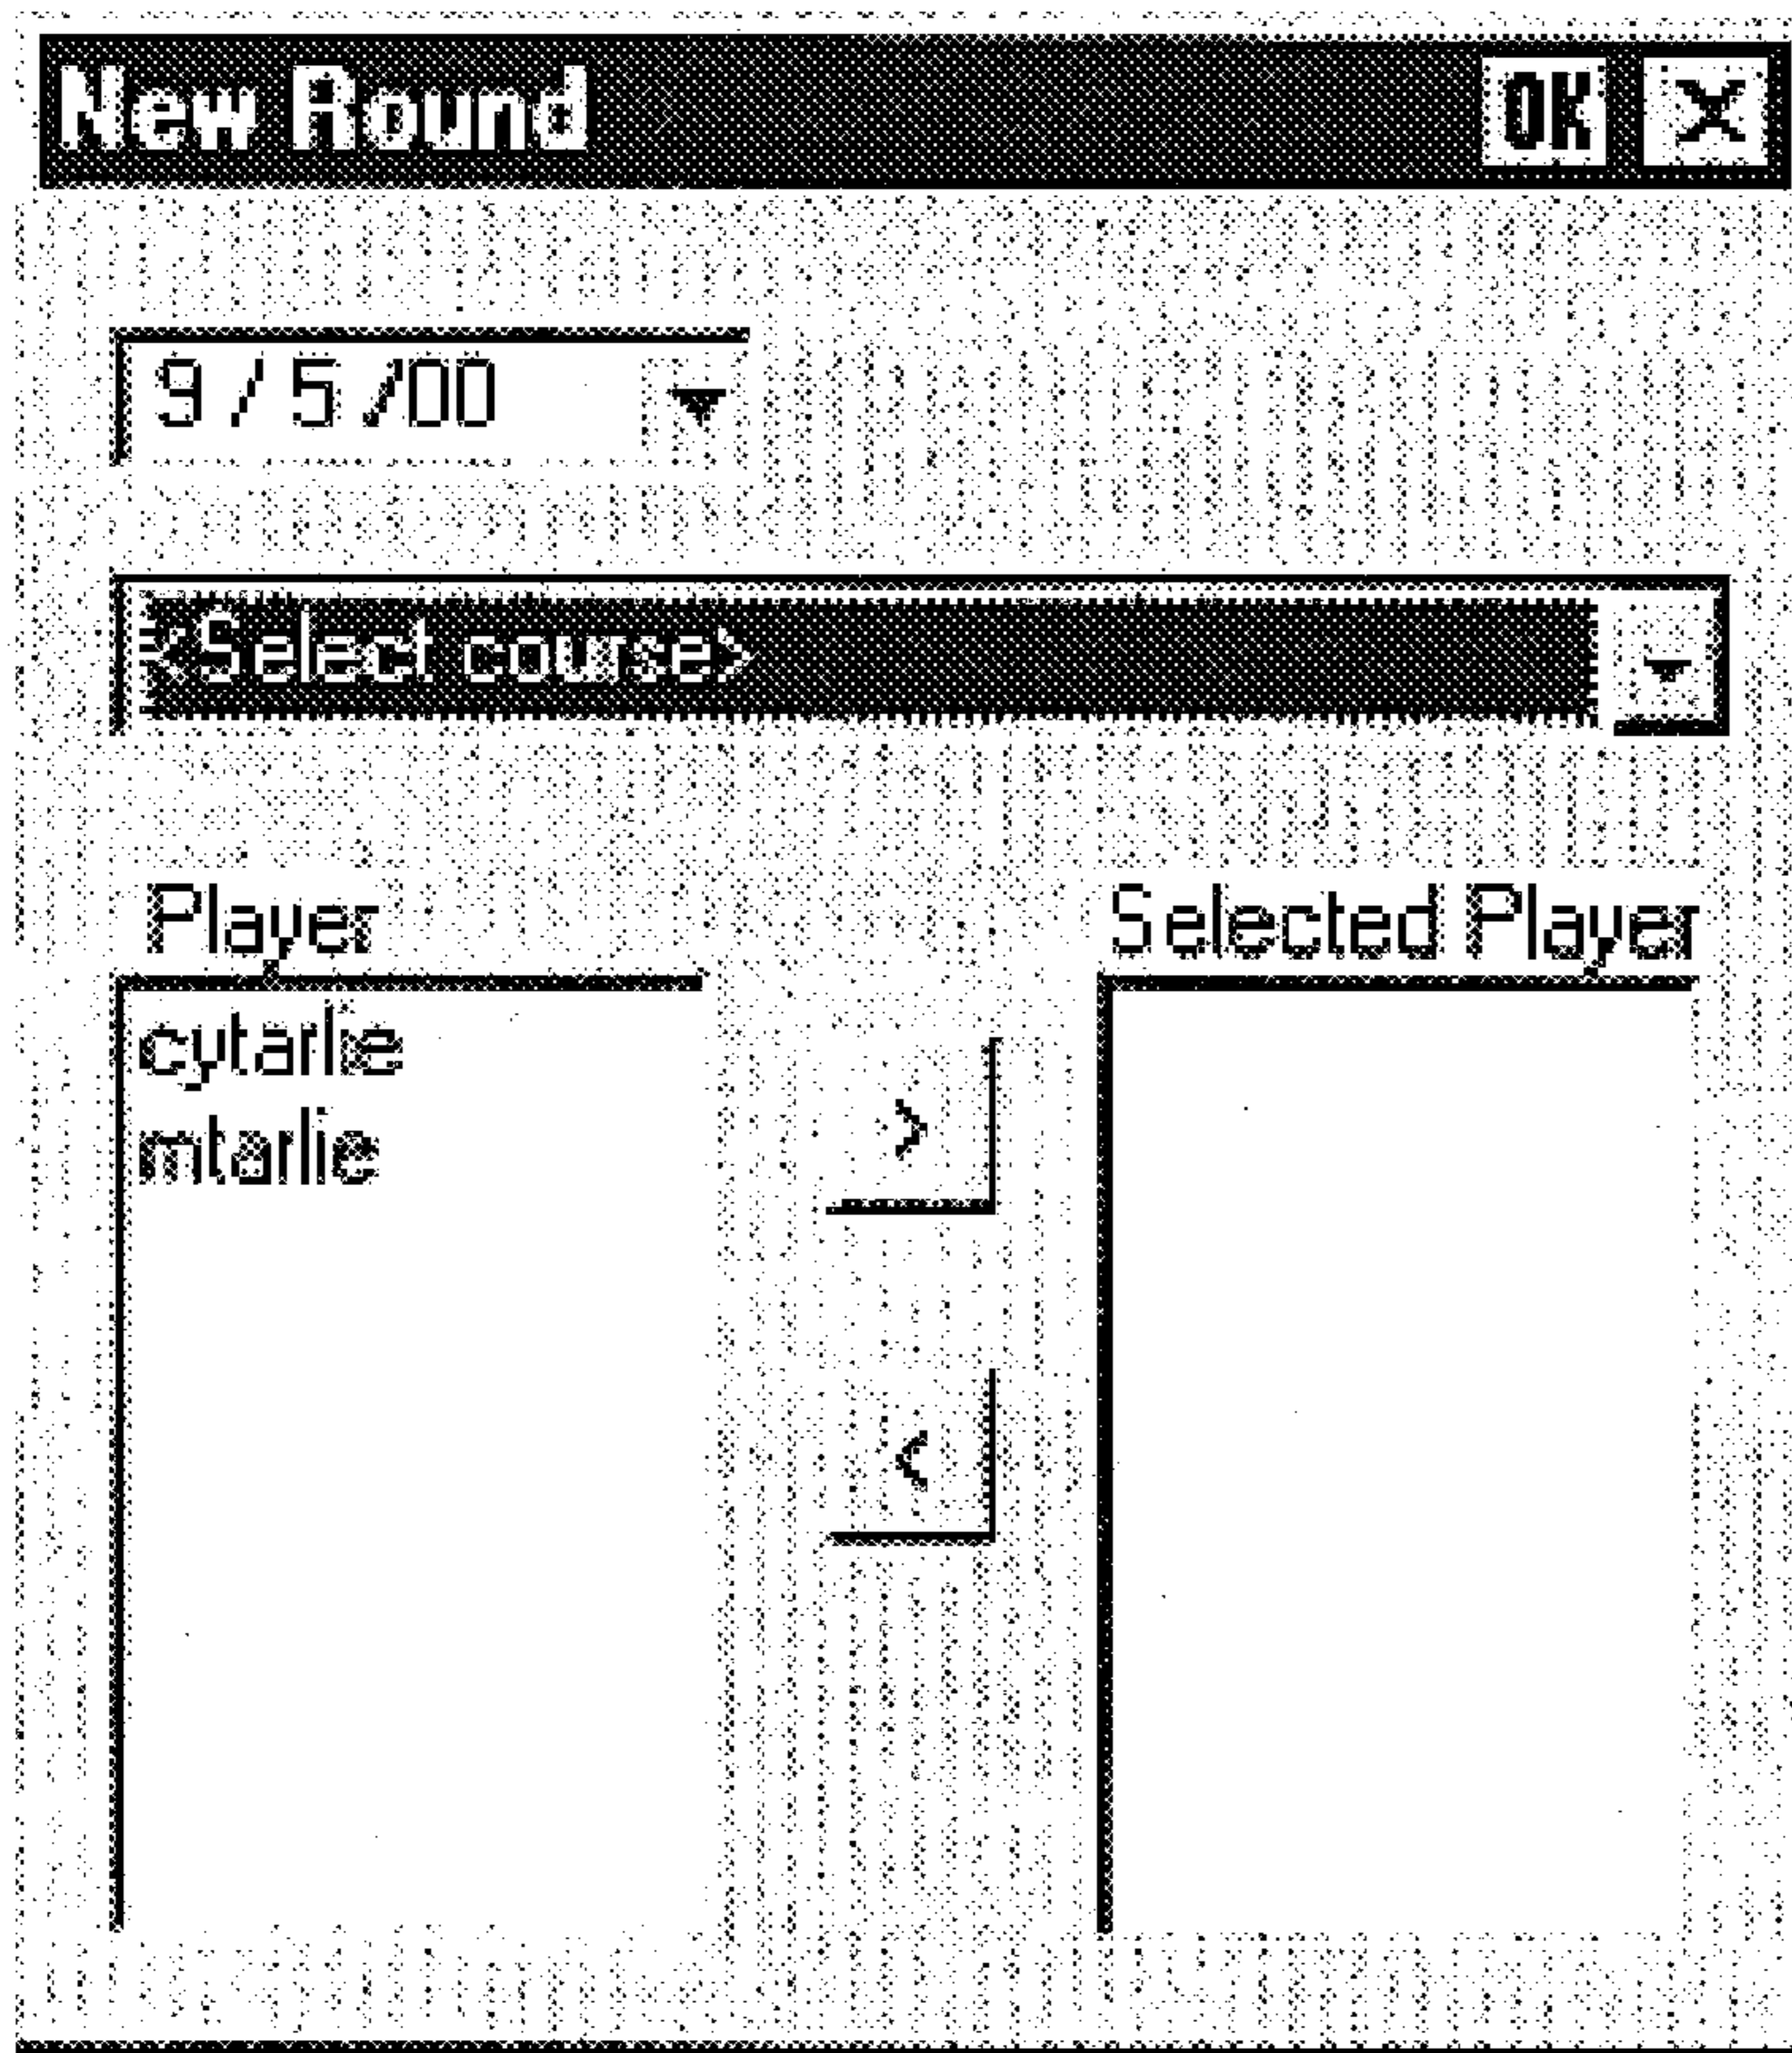 New Round OK X
9 / 5 /00
<Select course>
Player Selected Player
cytarlie
mtarlie
>
<